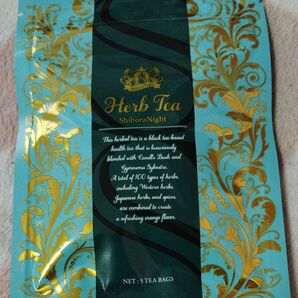 Herb Tea
ShiboraNight
This herbal tea is a black tea-based
health tea that is luxuriously
blended with Candle Bush and
Gymnema Sylvestre.
A total of 100 types of herbs,
including Western herbs,
Japanese herbs, and spices,
are combined to create
a refreshing mango flavor.
NET : 5 TEA BAGS